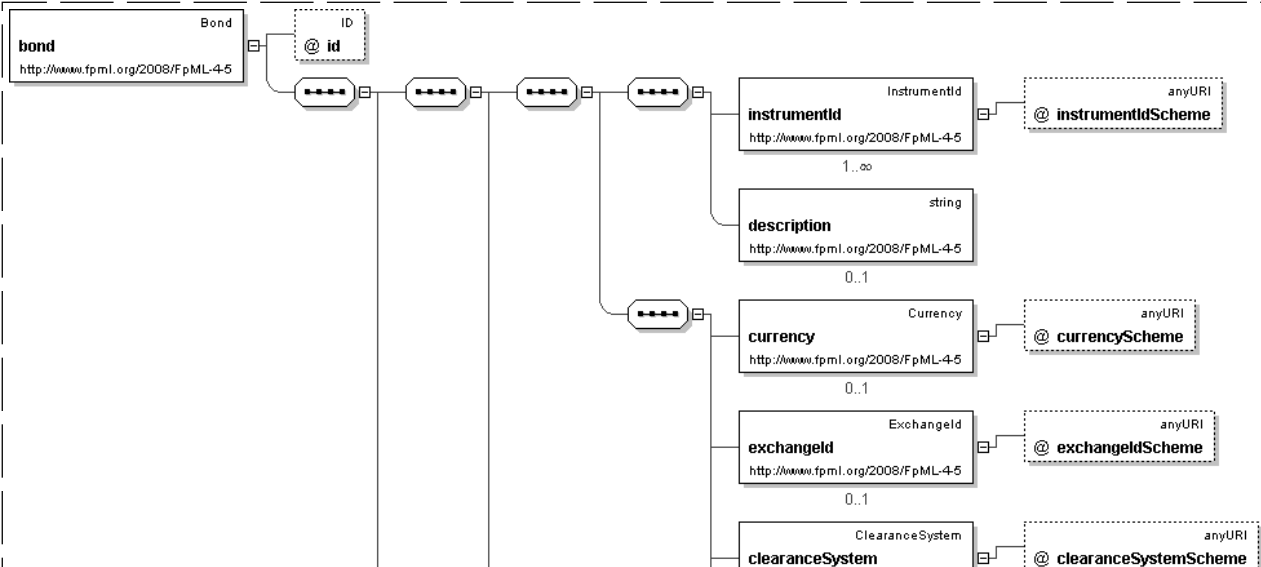 Bond
bond
http://www.fpml.org/2008/FpML-4-5
ID
@ id
InstrumentId
instrumentId
http://www.fpml.org/2008/FpML-4-5
1..∞
anyURI
@ instrumentIdScheme
string
description
http://www.fpml.org/2008/FpML-4-5
0..1
Currency
currency
http://www.fpml.org/2008/FpML-4-5
0..1
anyURI
@ currencyScheme
ExchangeId
exchangeId
http://www.fpml.org/2008/FpML-4-5
0..1
anyURI
@ exchangeIdScheme
ClearanceSystem
clearanceSystem
anyURI
@ clearanceSystemScheme